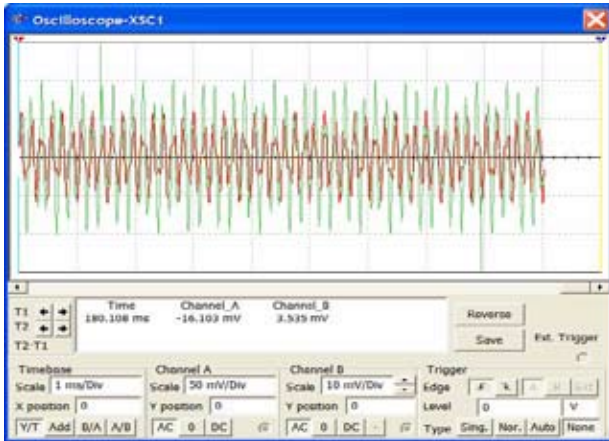 Oscilloscope-XSC1
Time Channel_A Channel_B
T1 180.108 ms -16.103 mV 3.535 mV
T2
T2-T1
Reverse
Save
Ext. Trigger
Timebase
Scale 1 ms/Div
X position 0
Y/T Add B/A A/B
Channel A
Scale 50 mV/Div
Y position 0
AC 0 DC
Channel B
Scale 10 mV/Div
Y position 0
AC 0 DC -
Trigger
Edge A B Ext
Level 0 V
Type Sing. Nor. Auto None